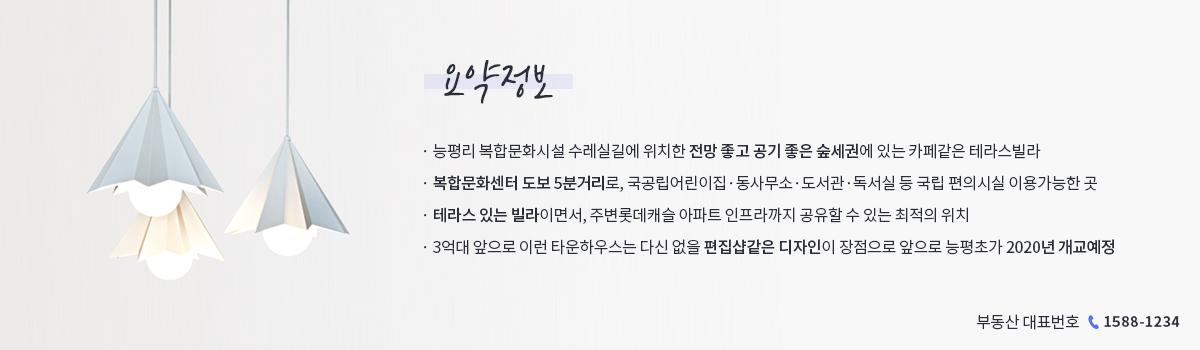 요약정보
· 능평리 복합문화시설 수레실길에 위치한 전망 좋고 공기 좋은 숲세권에 있는 카페같은 테라스빌라
· 복합문화센터 도보 5분거리로, 국공립어린이집·동사무소·도서관·독서실 등 국립 편의시실 이용가능한 곳
· 테라스 있는 빌라이면서, 주변롯데캐슬 아파트 인프라까지 공유할 수 있는 최적의 위치
· 3억대 앞으로 이런 타운하우스는 다신 없을 편집샵같은 디자인이 장점으로 앞으로 능평초가 2020년 개교예정
부동산 대표번호 1588-1234